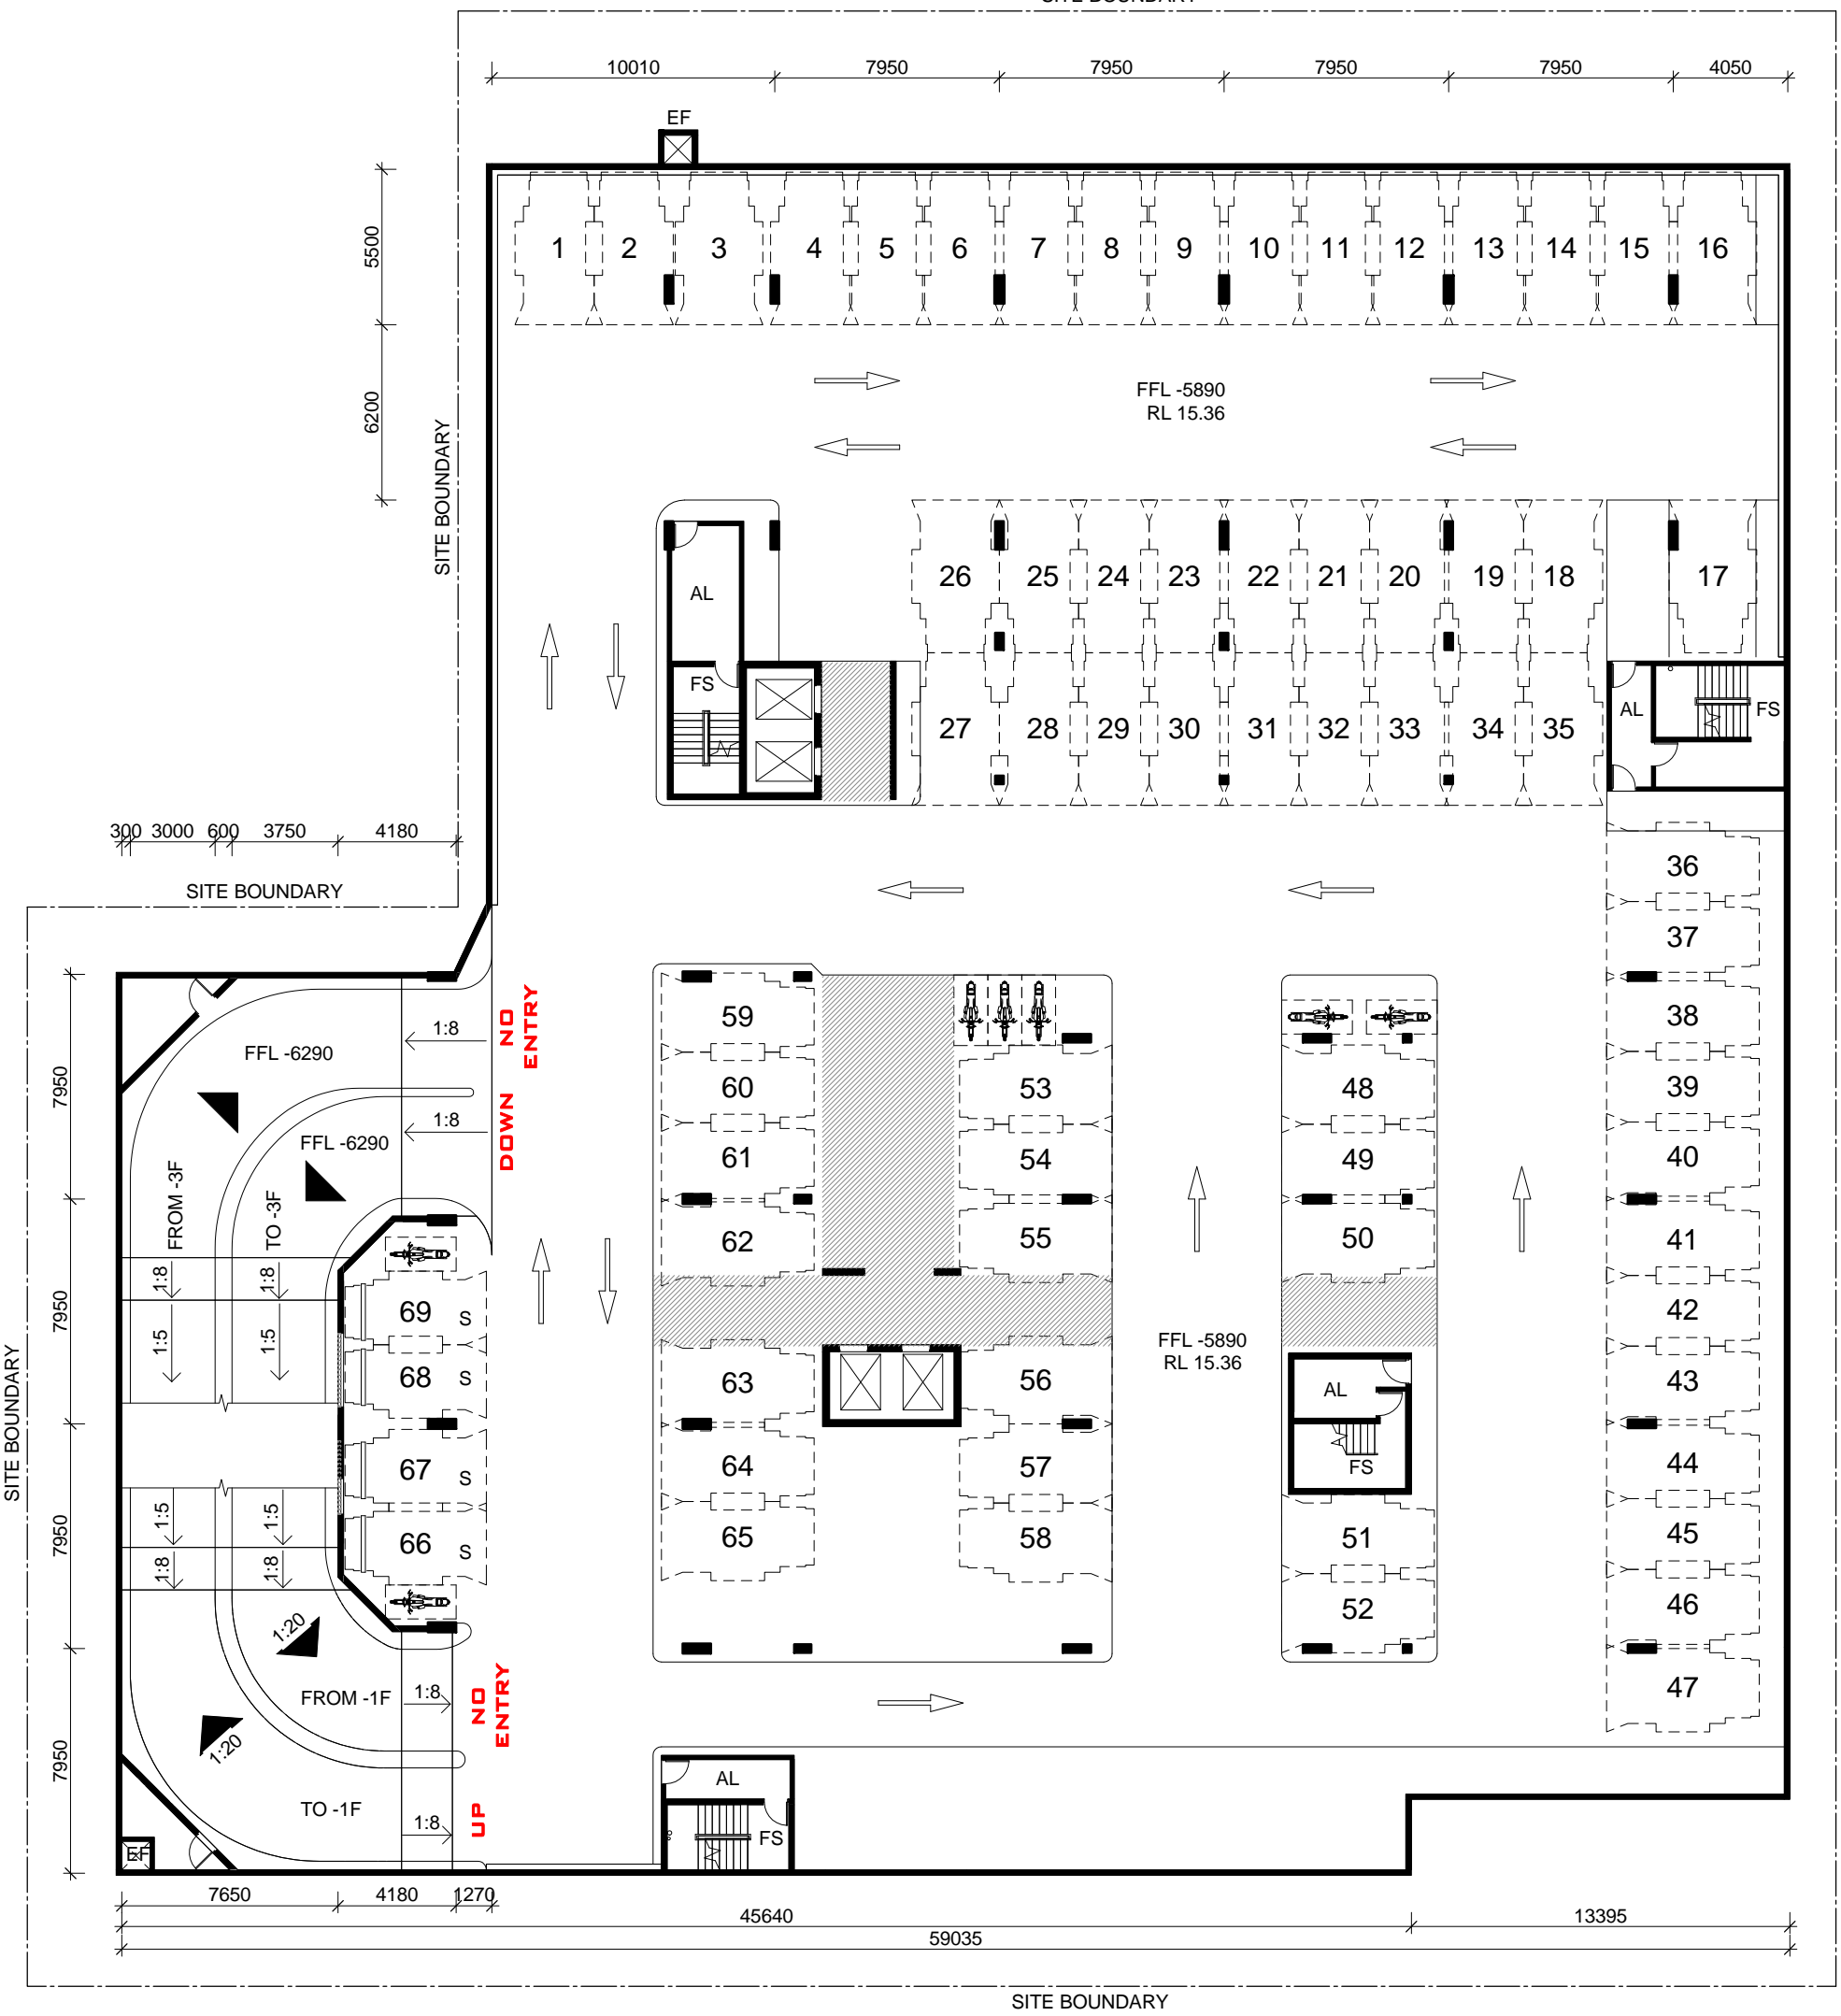 SITE BOUNDARY
10010 7950 7950 7950 7950 4050
EF
5500
1 2 3 4 5 6 7 8 9 10 11 12 13 14 15 16
6200
FFL -5890
RL 15.36
SITE BOUNDARY
AL
26 25 24 23 22 21 20 19 18 17
FS
27 28 29 30 31 32 33 34 35
AL FS
300 3000 600 3750 4180
SITE BOUNDARY
36
37
38
39
40
41
42
43
44
45
46
47
59
60
61
62
63
64
65
53
54
55
56
57
58
48
49
50
51
52
FFL -5890
RL 15.36
AL
FS
7950
7950
7950
7950
SITE BOUNDARY
1:8
NO
ENTRY
FFL -6290
1:8
DOWN
FFL -6290
FROM -3F
TO -3F
1:8 1:8
1:5 1:5
69 S
68 S
67 S
66 S
1:5 1:5
1:8 1:8
1:20
FROM -1F
1:8
NO
ENTRY
1:20
TO -1F
1:8
UP
EF
AL
FS
7650 4180 1270
45640 13395
59035
SITE BOUNDARY